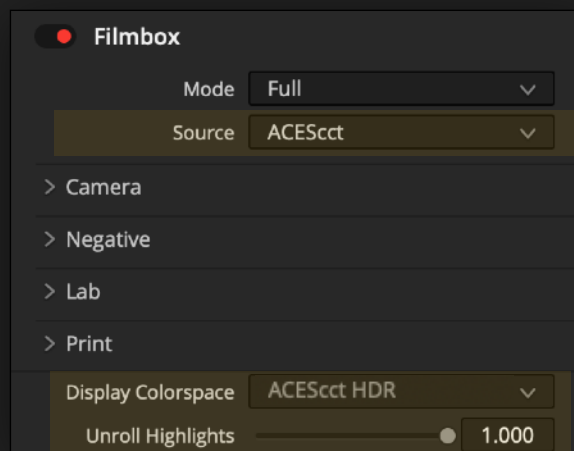 Filmbox
Mode Full
Source ACEScct
Camera
Negative
Lab
Print
Display Colorspace ACEScct HDR
Unroll Highlights 1.000